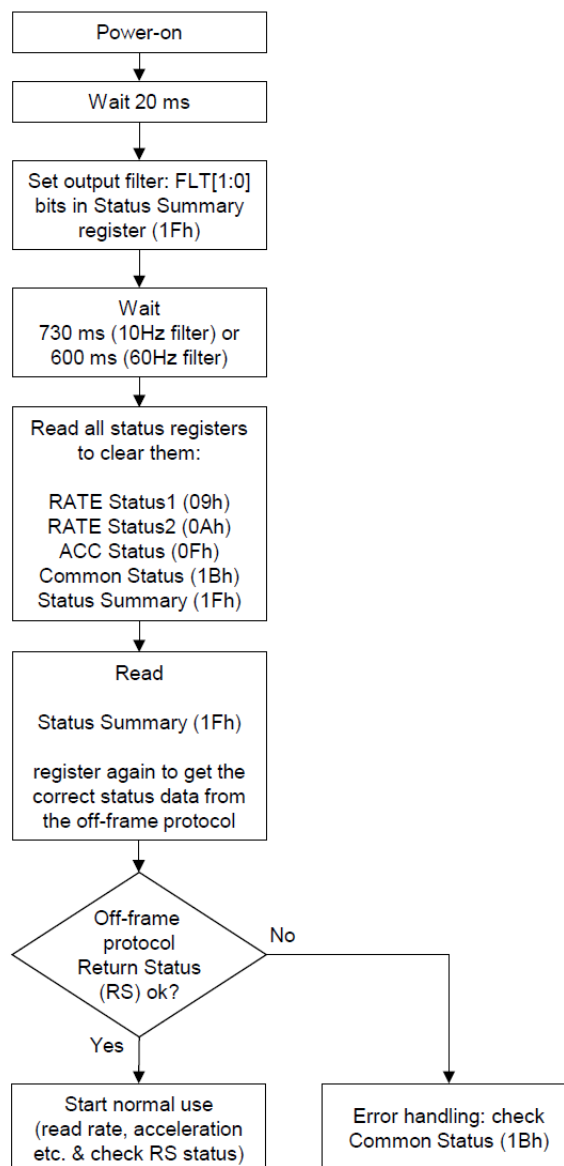 Power-on
Wait 20 ms
Set output filter: FLT[1:0]
bits in Status Summary
register (1Fh)
Wait
730 ms (10Hz filter) or
600 ms (60Hz filter)
Read all status registers
to clear them:
RATE Status1 (09h)
RATE Status2 (0Ah)
ACC Status (0Fh)
Common Status (1Bh)
Status Summary (1Fh)
Read
Status Summary (1Fh)
register again to get the
correct status data from
the off-frame protocol
Off-frame
protocol
Return Status
(RS) ok?
No
Yes
Start normal use
(read rate, acceleration
etc. & check RS status)
Error handling: check
Common Status (1Bh)